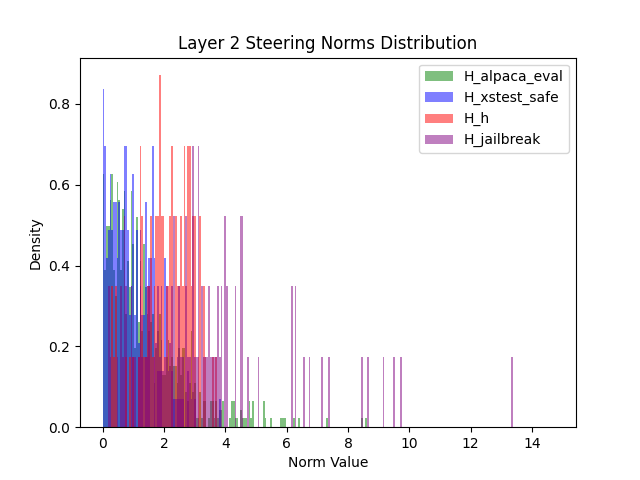 Layer 2 Steering Norms Distribution
H_alpaca_eval
H_xstest_safe
H_h
H_jailbreak
Density
0.8
0.6
0.4
0.2
0.0
0 2 4 6 8 10 12 14
Norm Value